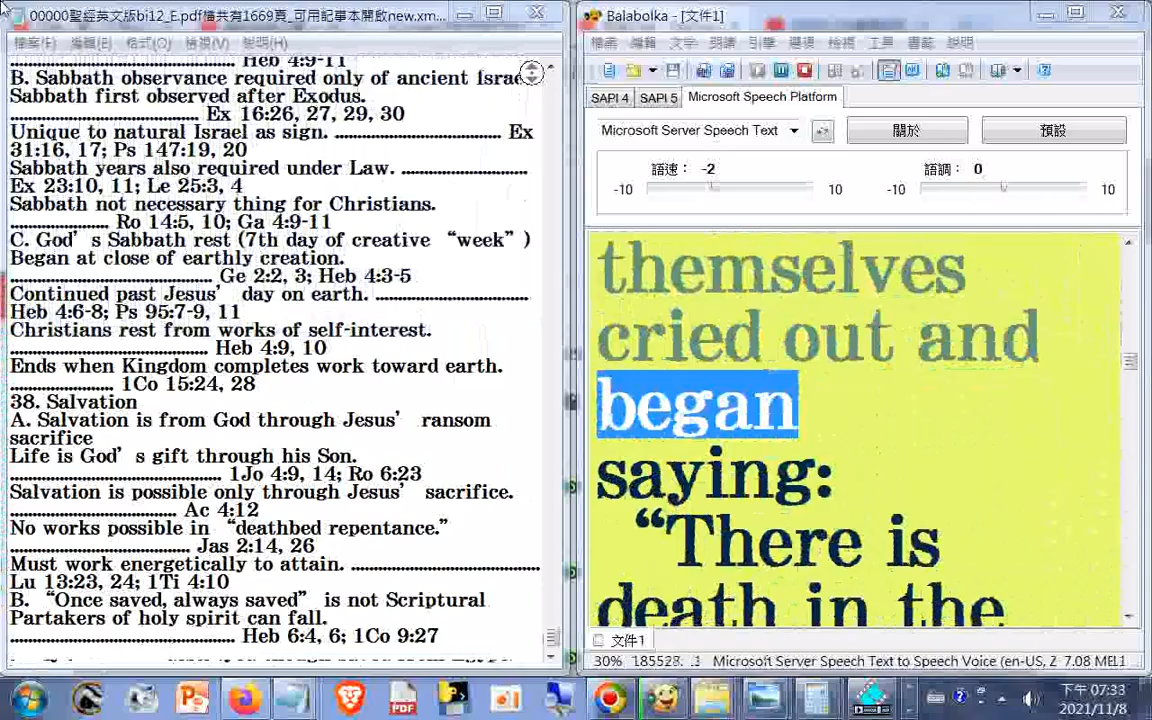 00000聖經英文版bi12_E.pdf檔共有1669頁_可用記事本開啟new.xm...
檔案(F) 編輯(E) 格式(O) 檢視(V) 說明(H)
Heb 4:9-11
B. Sabbath observance required only of ancient Israe
Sabbath first observed after Exodus.
Ex 16:26, 27, 29, 30
Unique to natural Israel as sign. Ex
31:16, 17; Ps 147:19, 20
Sabbath years also required under Law.
Ex 23:10, 11; Le 25:3, 4
Sabbath not necessary thing for Christians.
Ro 14:5, 10; Ga 4:9-11
C. God’s Sabbath rest (7th day of creative “week”)
Began at close of earthly creation.
Ge 2:2, 3; Heb 4:3-5
Continued past Jesus’ day on earth.
Heb 4:6-8; Ps 95:7-9, 11
Christians rest from works of self-interest.
Heb 4:9, 10
Ends when Kingdom completes work toward earth.
1Co 15:24, 28
38. Salvation
A. Salvation is from God through Jesus’ ransom
sacrifice
Life is God’s gift through his Son.
1Jo 4:9, 14; Ro 6:23
Salvation is possible only through Jesus’ sacrifice.
Ac 4:12
No works possible in “deathbed repentance.”
Jas 2:14, 26
Must work energetically to attain.
Lu 13:23, 24; 1Ti 4:10
B. “Once saved, always saved” is not Scriptural
Partakers of holy spirit can fall.
Heb 6:4, 6; 1Co 9:27
Balabolka - [文件1]
檔案 編輯 文字 朗讀 引擎 選項 檢視 工具 書籤 說明
SAPI 4 SAPI 5 Microsoft Speech Platform
Microsoft Server Speech Text 關於 預設
語速： -2 語調： 0
-10 10 -10 10
themselves
cried out and
began
saying:
“There is
death in the
文件1
30% Microsoft Server Speech Text to Speech Voice (en-US, Z 7.08
PDF
下午 07:33
2021/11/8